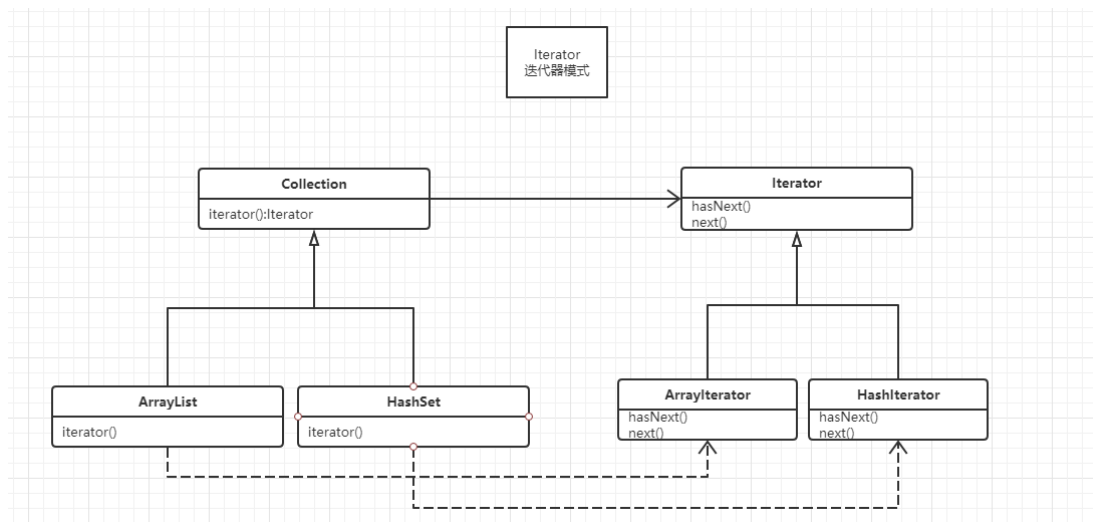 Iterator
迭代器模式
Collection
iterator():Iterator
Iterator
hasNext()
next()
ArrayList
iterator()
HashSet
iterator()
ArrayIterator
hasNext()
next()
HashIterator
hasNext()
next()